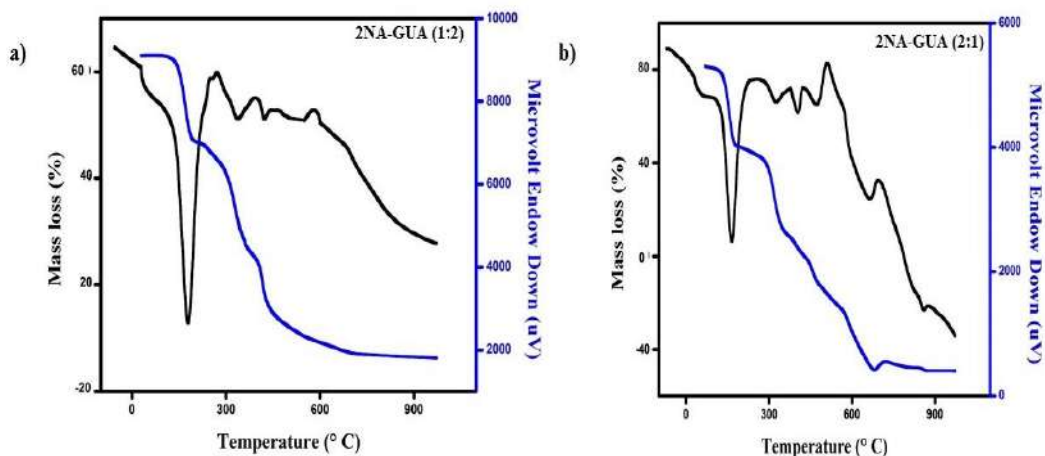 a)
2NA-GUA (1:2)
Mass loss (%)
60
40
20
-20
0
300
600
900
Temperature (° C)
10000
8000
6000
4000
2000
Microvolt Endow Down (uV)
b)
2NA-GUA (2:1)
Mass loss (%)
80
40
0
-40
0
300
600
900
Temperature (° C)
6000
4000
2000
0
Microvolt Endow Down (uV)